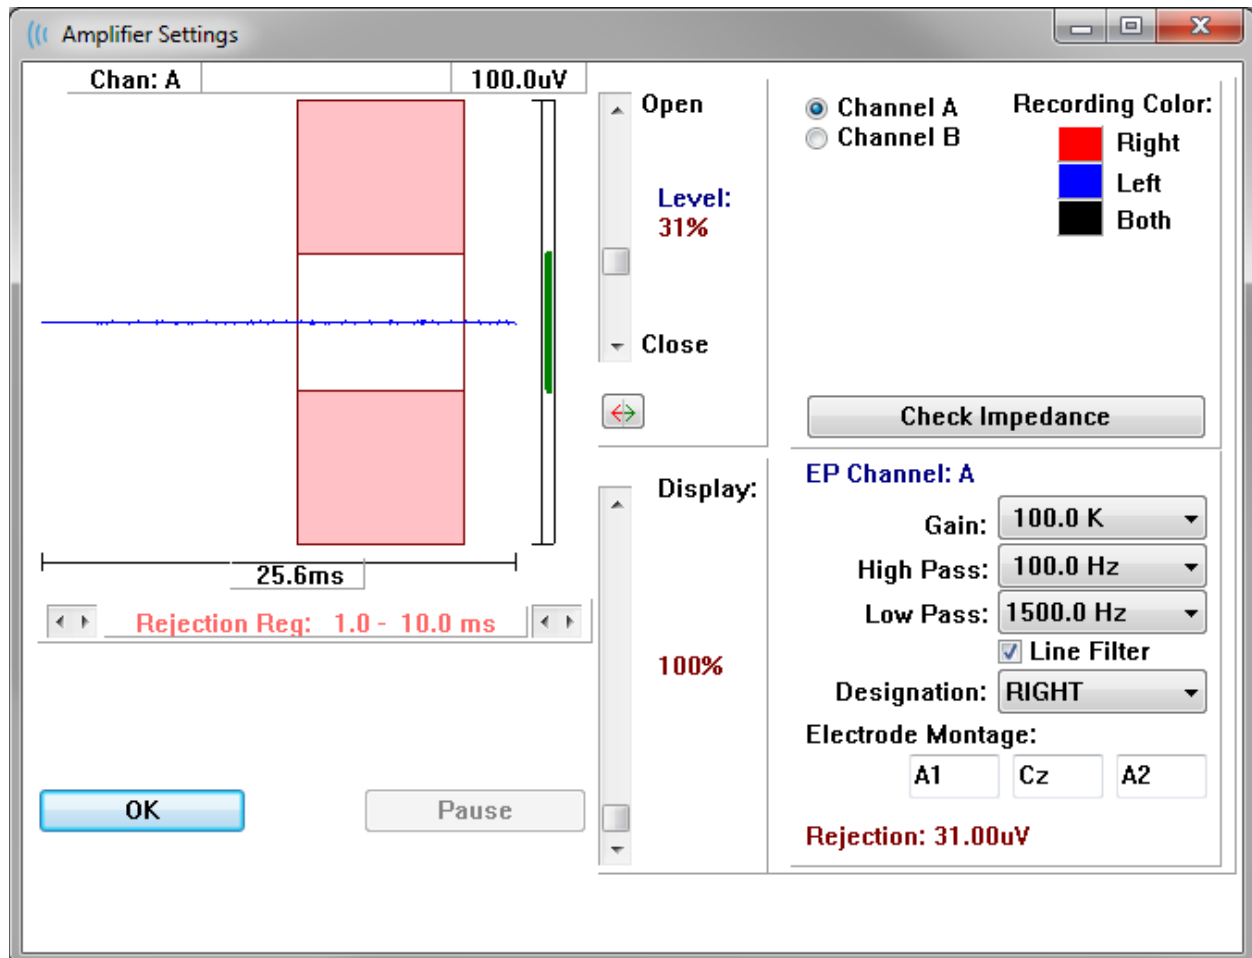 Amplifier Settings
Chan: A 100.0uV
Open
Level:
31%
Close
Channel A
Channel B
Recording Color:
Right
Left
Both
Check Impedance
25.6ms
Rejection Reg: 1.0 - 10.0 ms
Display:
100%
EP Channel: A
Gain: 100.0 K
High Pass: 100.0 Hz
Low Pass: 1500.0 Hz
Line Filter
Designation: RIGHT
Electrode Montage:
A1 Cz A2
Rejection: 31.00uV
OK Pause